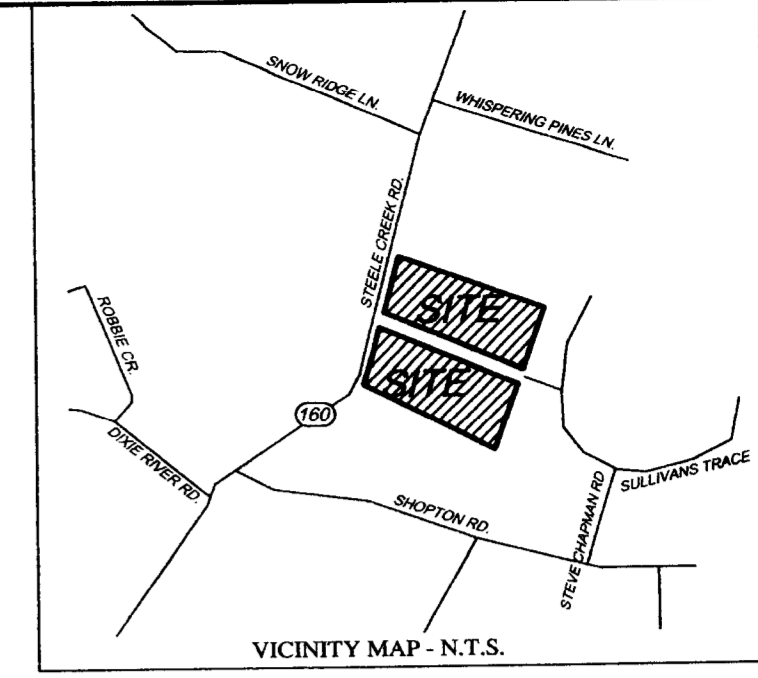 SNOW RIDGE LN.
WHISPERING PINES LN.
STEELE CREEK RD.
SITE
ROBBIE CR.
SITE
160
DIXIE RIVER RD.
SULLIVANS TRACE
SHOPTON RD.
STEVE CHAPMAN RD
VICINITY MAP - N.T.S.